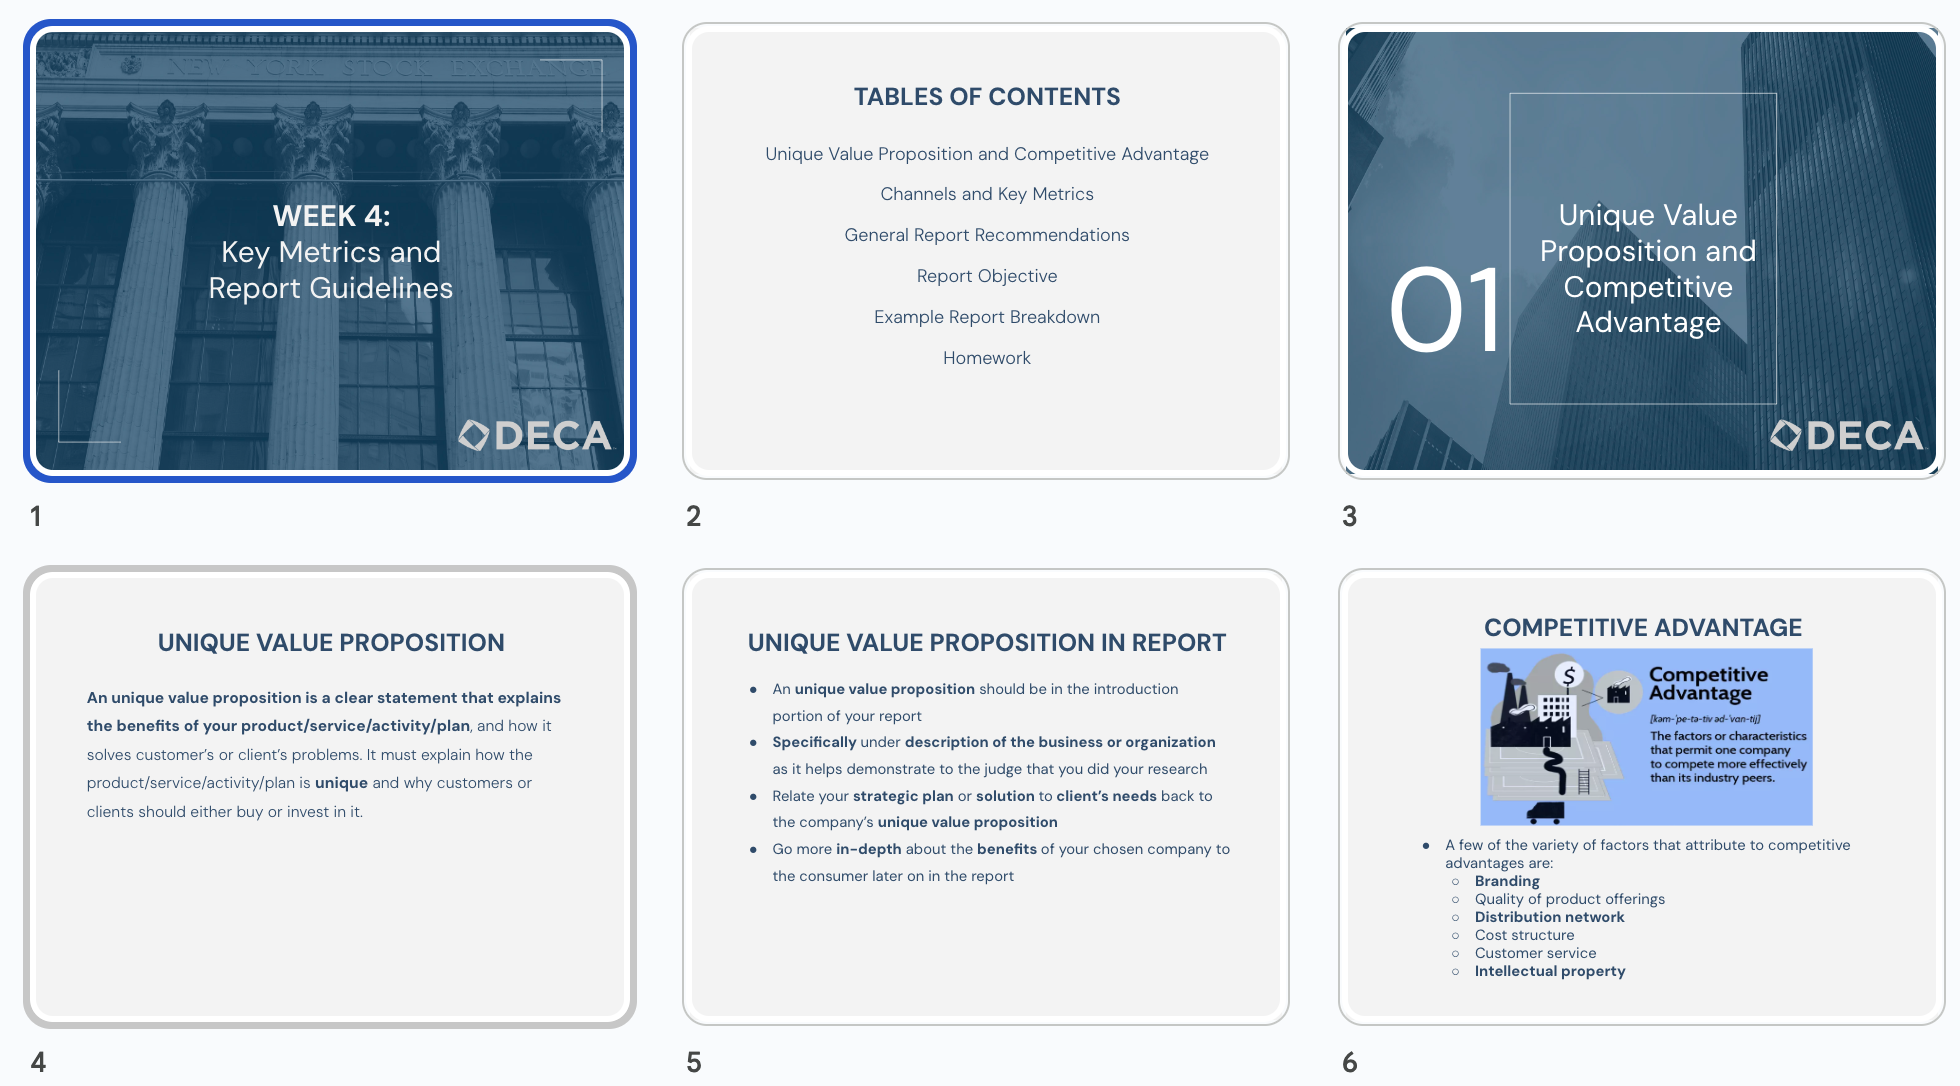 NEW YORK STOCK EXCHANGE
WEEK 4:
Key Metrics and
Report Guidelines
DECA
1
TABLES OF CONTENTS
Unique Value Proposition and Competitive Advantage
Channels and Key Metrics
General Report Recommendations
Report Objective
Example Report Breakdown
Homework
2
01
Unique Value
Proposition and
Competitive
Advantage
DECA
3
UNIQUE VALUE PROPOSITION
An unique value proposition is a clear statement that explains
the benefits of your product/service/activity/plan, and how it
solves customer's or client's problems. It must explain how the
product/service/activity/plan is unique and why customers or
clients should either buy or invest in it.
4
UNIQUE VALUE PROPOSITION IN REPORT
● An unique value proposition should be in the introduction
portion of your report
● Specifically under description of the business or organization
as it helps demonstrate to the judge that you did your research
● Relate your strategic plan or solution to client's needs back to
the company's unique value proposition
● Go more in-depth about the benefits of your chosen company to
the consumer later on in the report
5
COMPETITIVE ADVANTAGE
$
Competitive
Advantage
[kəm-ˈpe-tə-tiv əd-ˈvan-tij]
The factors or characteristics
that permit one company
to compete more effectively
than its industry peers.
● A few of the variety of factors that attribute to competitive
advantages are:
○ Branding
○ Quality of product offerings
○ Distribution network
○ Cost structure
○ Customer service
○ Intellectual property
6